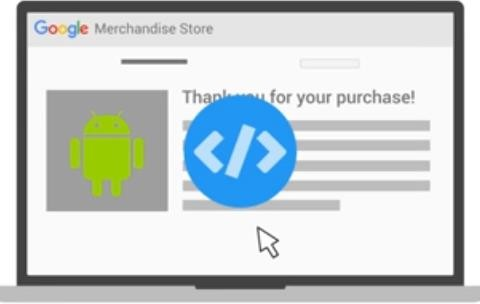 Google Merchandise Store
Thank you for your purchase!
</>